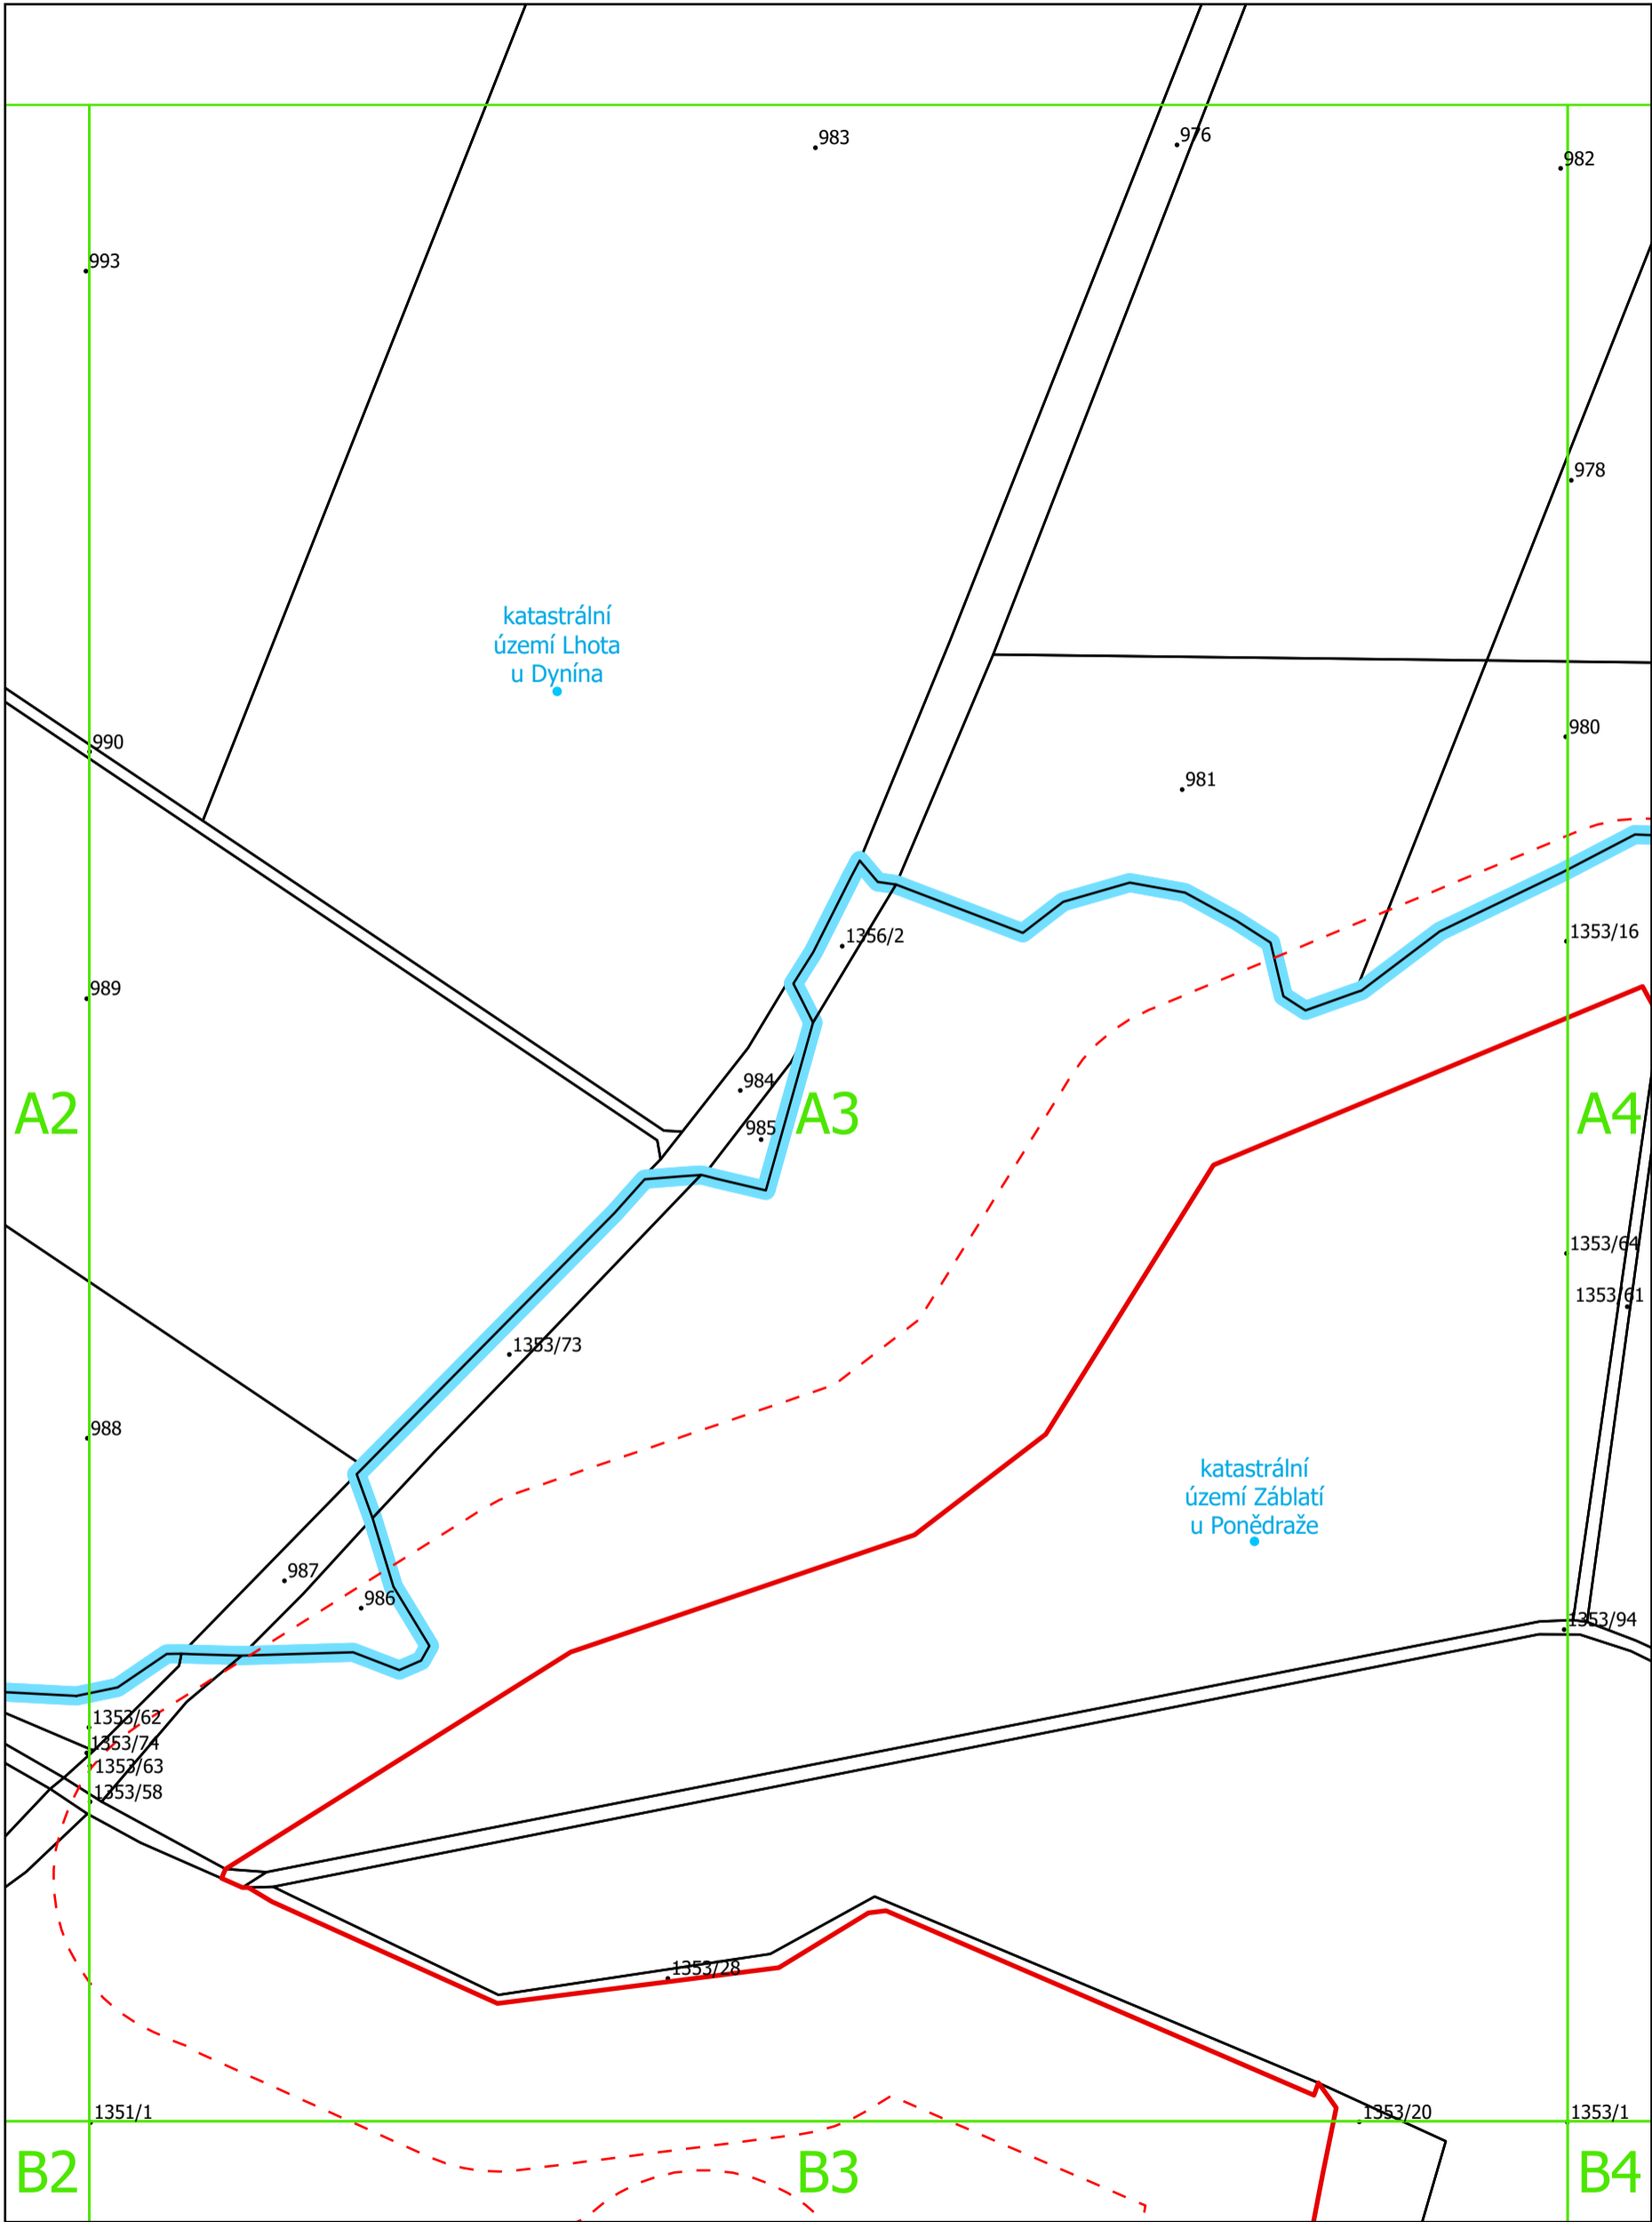 983
976
982
993
978
katastrální
území Lhota
u Dynína
990
980
981
1356/2
1353/16
989
984
A2
A3
A4
985
1353/64
1353/61
1353/73
988
katastrální
území Záblatí
u Ponědraže
987
986
1353/94
1353/62
1353/74
1353/63
1353/58
1353/28
1351/1
1353/20
1353/1
B2
B3
B4